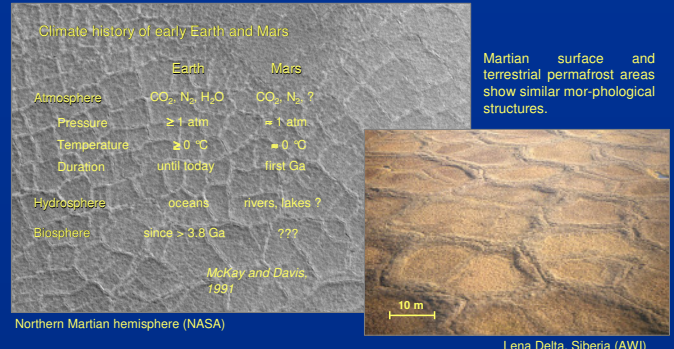 Climate history of early Earth and Mars
Earth Mars
Atmosphere CO₂, N₂, H₂O CO₂, N₂, ?
Pressure ≥ 1 atm ≈ 1 atm
Temperature ≥ 0 °C ≈ 0 °C
Duration until today first Ga
Hydrosphere oceans rivers, lakes ?
Biosphere since > 3.8 Ga ???
McKay and Davis,
1991
Northern Martian hemisphere (NASA)
Martian surface and
terrestrial permafrost areas
show similar mor-phological
structures.
10 m
Lena Delta, Siberia (AWI)